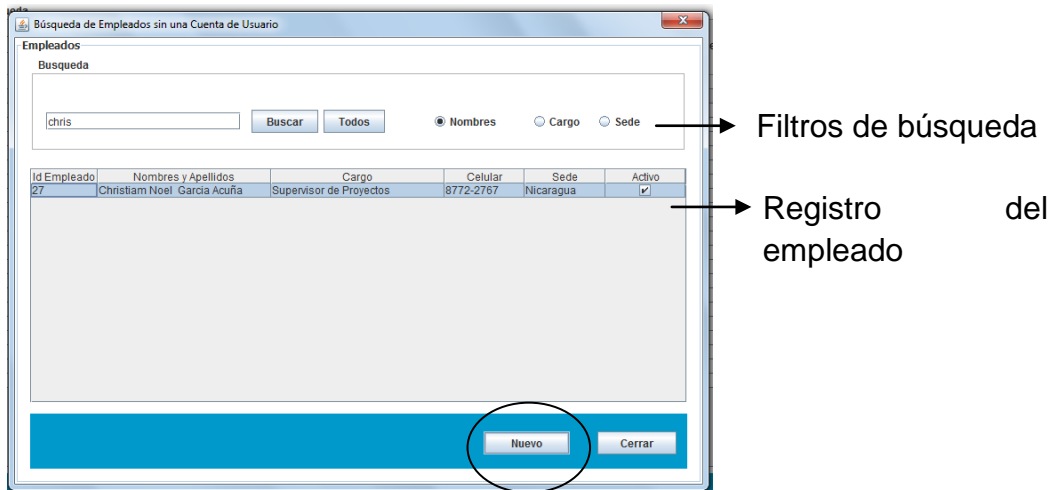 Búsqueda de Empleados sin una Cuenta de Usuario
Empleados
Busqueda
chris Buscar Todos Nombres Cargo Sede
Filtros de búsqueda
Id Empleado Nombres y Apellidos Cargo Celular Sede Activo
27 Christiam Noel Garcia Acuña Supervisor de Proyectos 8772-2767 Nicaragua
Registro del
empleado
Nuevo Cerrar